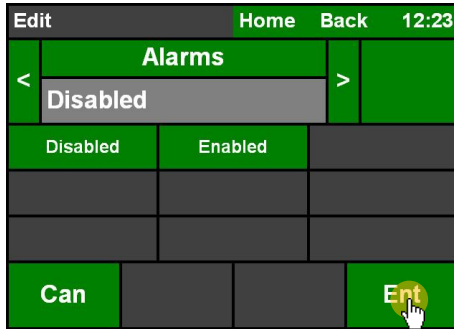 Edit Home Back 12:23
Alarms
< >
Disabled
Disabled Enabled
Can Ent